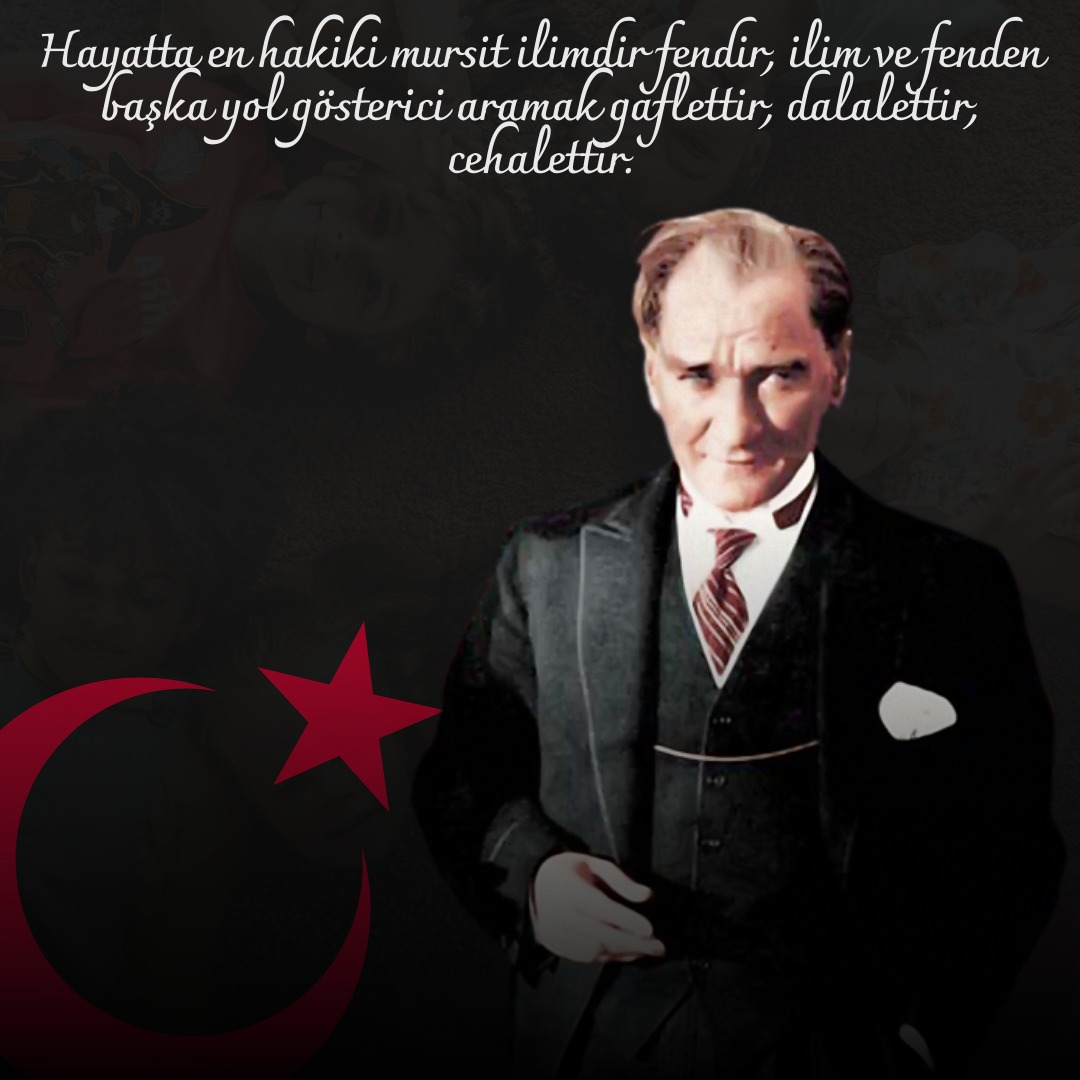 Hayatta en hakiki mursit ilimdir fendir, ilim ve fenden
başka yol gösterici aramak gaflettir, dalalettir,
cehalettir.